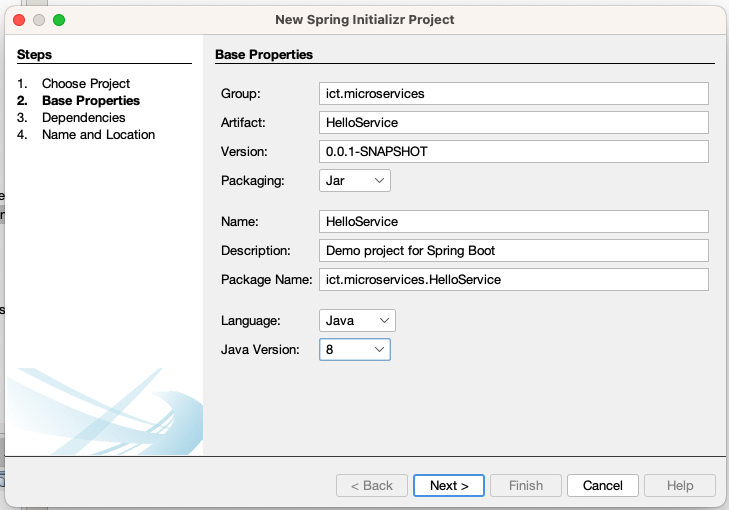 New Spring Initializr Project
Steps
1. Choose Project
2. Base Properties
3. Dependencies
4. Name and Location
Base Properties
Group: ict.microservices
Artifact: HelloService
Version: 0.0.1-SNAPSHOT
Packaging: Jar
Name: HelloService
Description: Demo project for Spring Boot
Package Name: ict.microservices.HelloService
Language: Java
Java Version: 8
< Back
Next >
Finish
Cancel
Help